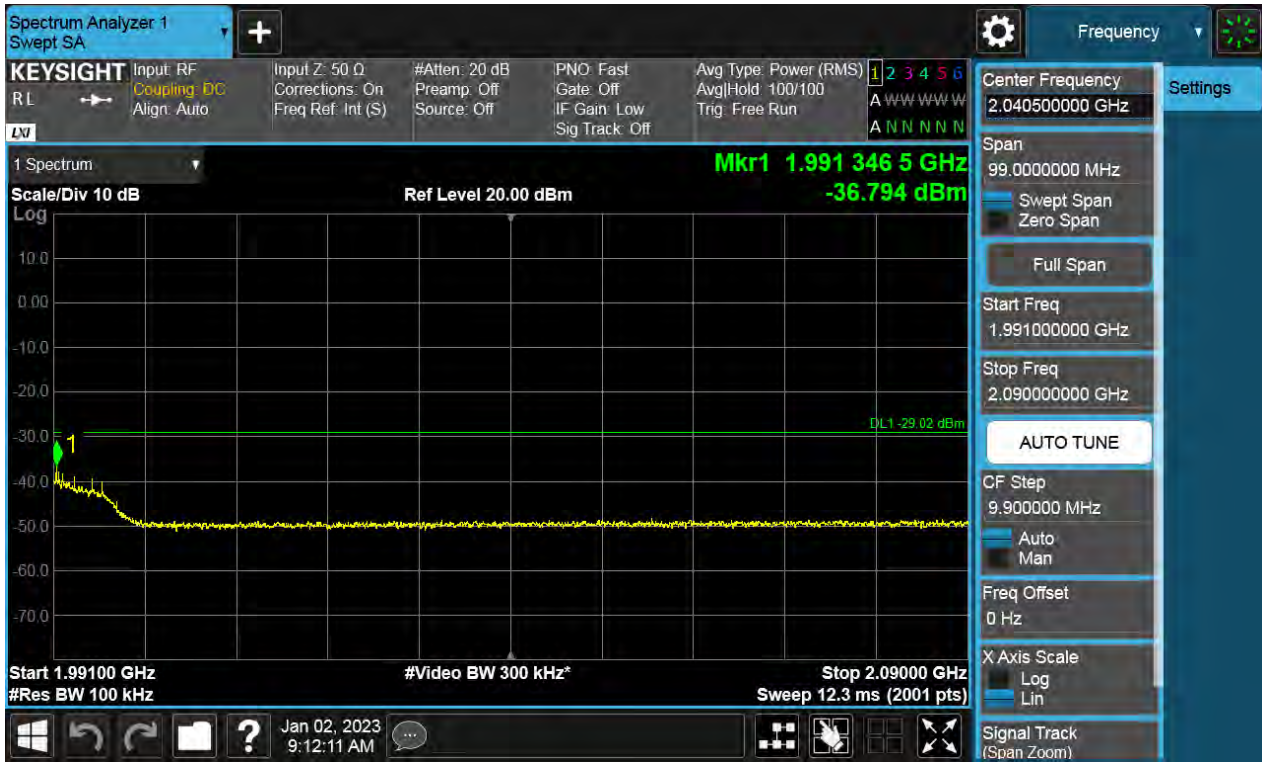 Spectrum Analyzer 1
Swept SA
+
Frequency
KEYSIGHT
RL
LXI
Input: RF
Coupling: DC
Align: Auto
Input Z: 50 Ω
Corrections: On
Freq Ref: Int (S)
#Atten: 20 dB
Preamp: Off
Source: Off
PNO: Fast
Gate: Off
IF Gain: Low
Sig Track: Off
Avg Type: Power (RMS)
Avg|Hold: 100/100
Trig: Free Run
1 2 3 4 5 6
A W W W W W
A N N N N N
1 Spectrum
Mkr1 1.991 346 5 GHz
Scale/Div 10 dB
Ref Level 20.00 dBm
-36.794 dBm
Log
10.0
0.00
-10.0
-20.0
DL1 -29.02 dBm
-30.0
1
-40.0
-50.0
-60.0
-70.0
Start 1.99100 GHz
#Video BW 300 kHz*
Stop 2.09000 GHz
#Res BW 100 kHz
Sweep 12.3 ms (2001 pts)
Center Frequency
2.040500000 GHz
Settings
Span
99.0000000 MHz
Swept Span
Zero Span
Full Span
Start Freq
1.991000000 GHz
Stop Freq
2.090000000 GHz
AUTO TUNE
CF Step
9.900000 MHz
Auto
Man
Freq Offset
0 Hz
X Axis Scale
Log
Lin
Signal Track
(Span Zoom)
?
Jan 02, 2023
9:12:11 AM